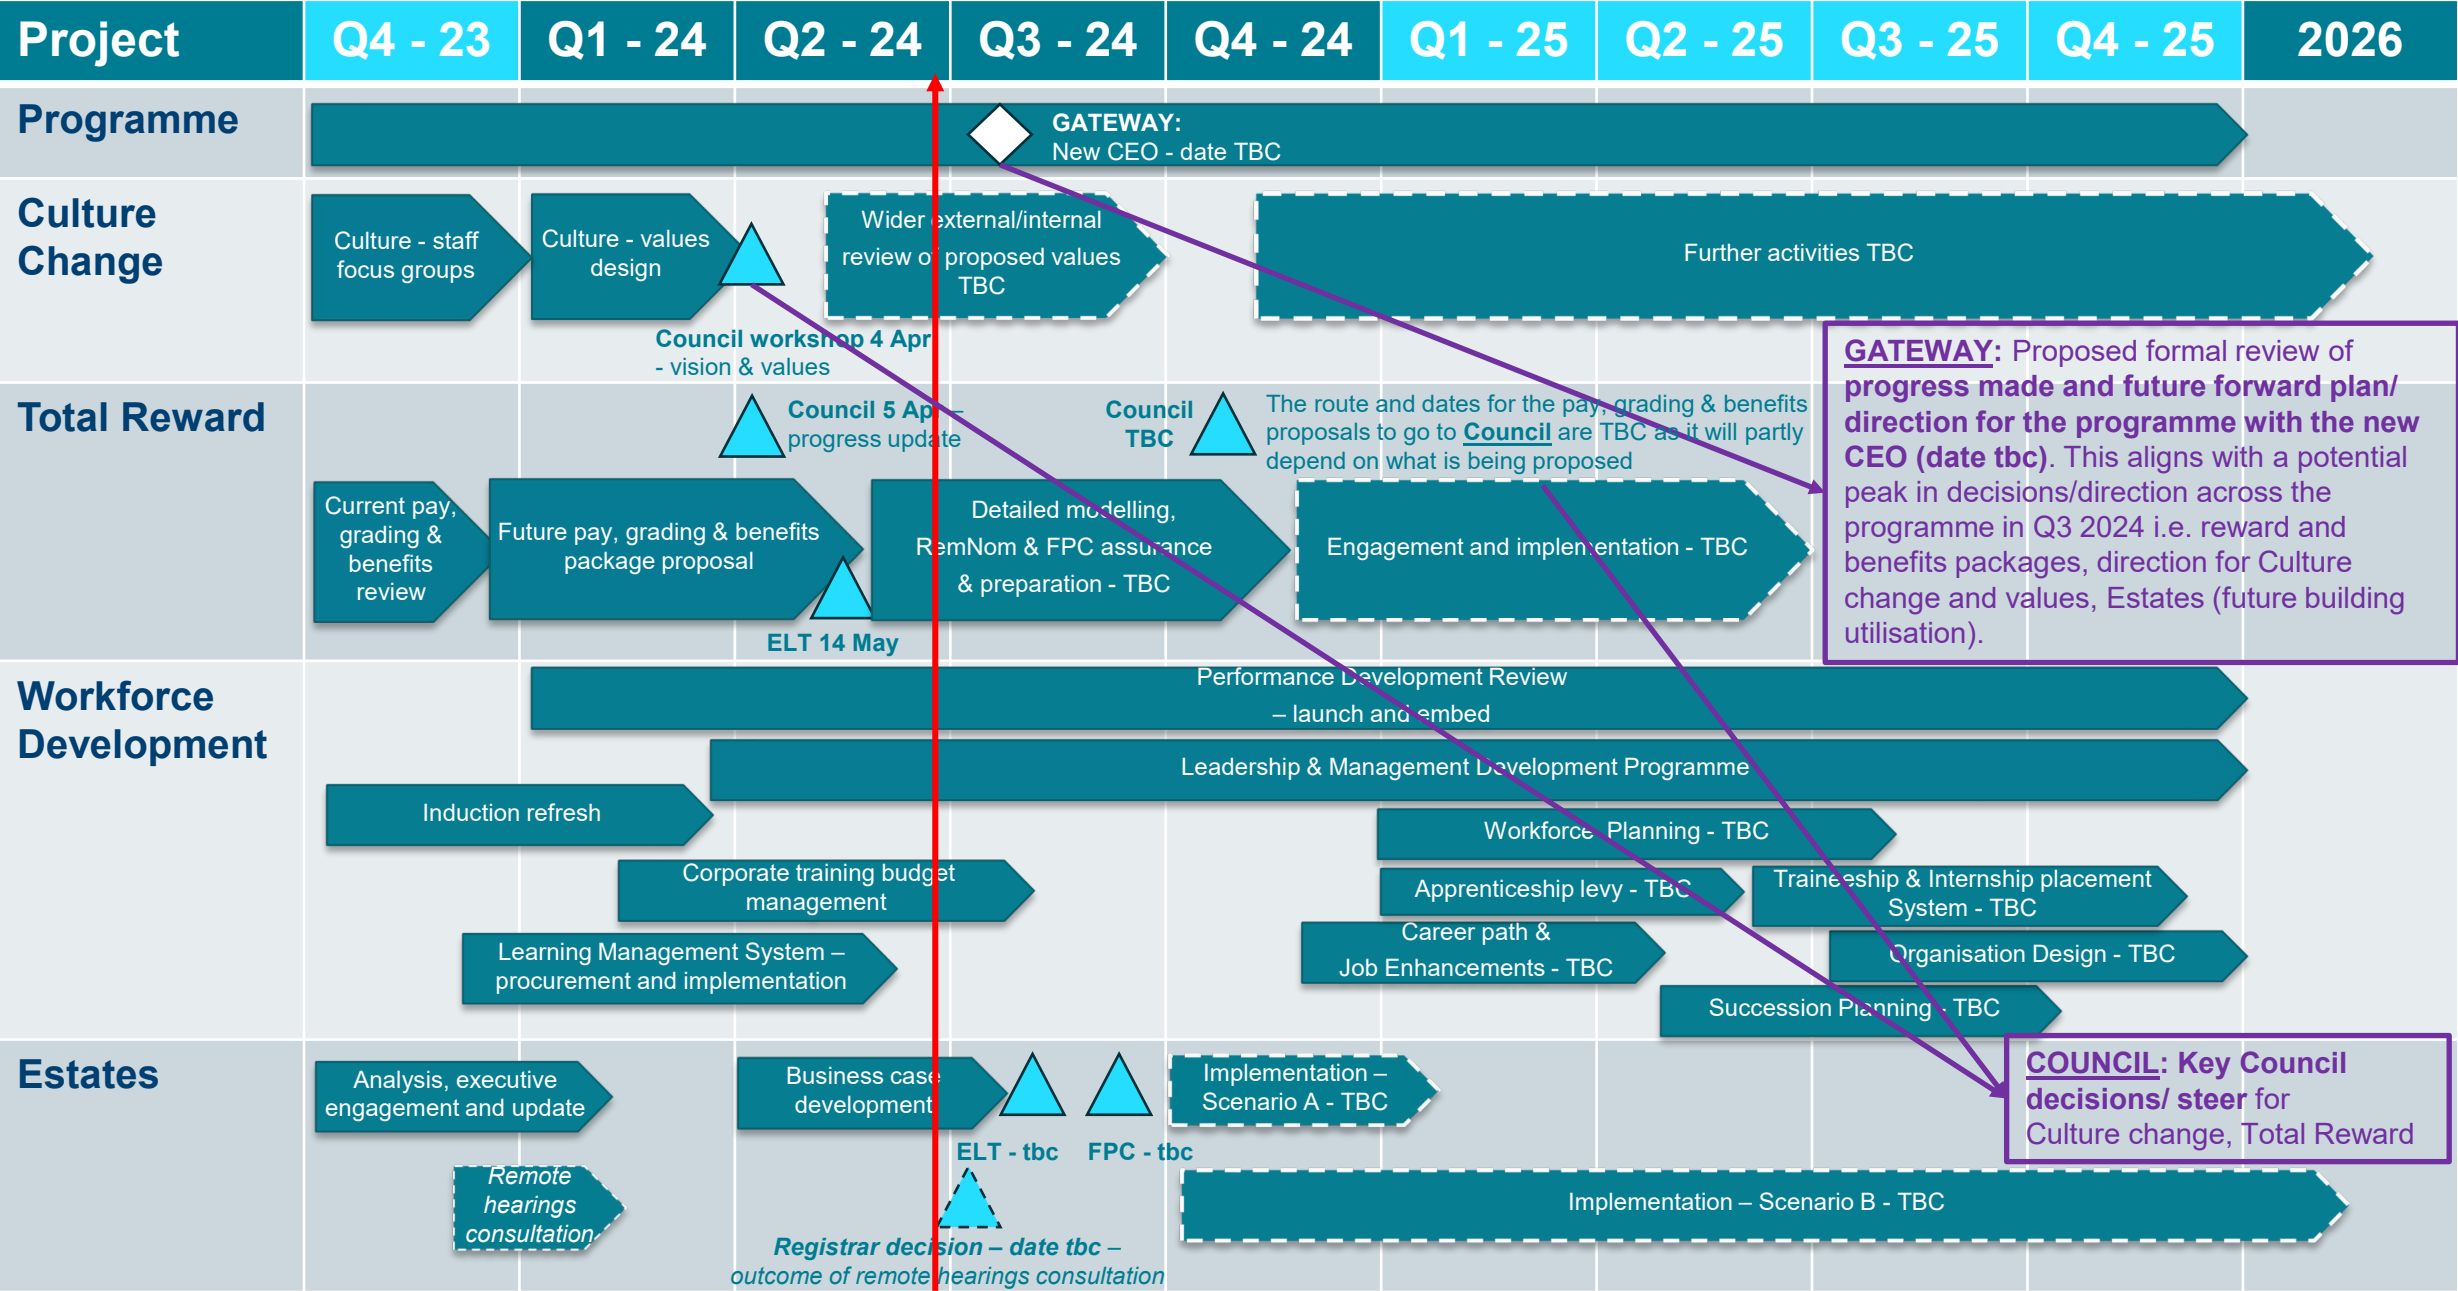 Project
Q4 - 23
Q1 - 24
Q2 - 24
Q3 - 24
Q4 - 24
Q1 - 25
Q2 - 25
Q3 - 25
Q4 - 25
2026
Programme
GATEWAY:
New CEO - date TBC
Culture
Change
Culture - staff
focus groups
Culture - values
design
Wider external/internal
review of proposed values
TBC
Further activities TBC
Council workshop 4 Apr
- vision & values
Total Reward
Council 5 Apr –
progress update
Council
TBC
The route and dates for the pay, grading & benefits
proposals to go to Council are TBC as it will partly
depend on what is being proposed
Current pay,
grading &
benefits
review
Future pay, grading & benefits
package proposal
Detailed modelling,
RemNom & FPC assurance
& preparation - TBC
Engagement and implementation - TBC
ELT 14 May
GATEWAY: Proposed formal review of
progress made and future forward plan/
direction for the programme with the new
CEO (date tbc). This aligns with a potential
peak in decisions/direction across the
programme in Q3 2024 i.e. reward and
benefits packages, direction for Culture
change and values, Estates (future building
utilisation).
Workforce
Development
Performance Development Review
– launch and embed
Leadership & Management Development Programme
Induction refresh
Workforce Planning - TBC
Corporate training budget
management
Apprenticeship levy - TBC
Traineeship & Internship placement
System - TBC
Learning Management System –
procurement and implementation
Career path &
Job Enhancements - TBC
Organisation Design - TBC
Succession Planning - TBC
Estates
Analysis, executive
engagement and update
Business case
development
Implementation –
Scenario A - TBC
COUNCIL: Key Council
decisions/ steer for
Culture change, Total Reward
ELT - tbc
FPC - tbc
Remote
hearings
consultation
Implementation – Scenario B - TBC
Registrar decision – date tbc –
outcome of remote hearings consultation